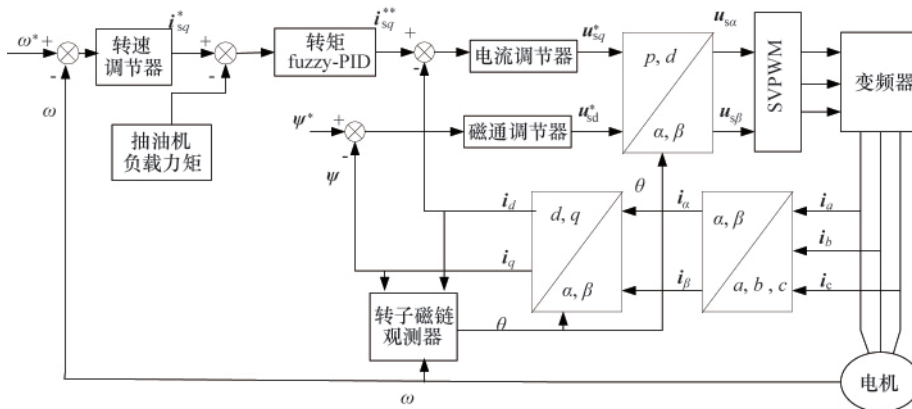 i*sq
i**sq
u*sq
usα
ω*
+
-
转速
调节器
+
-
转矩
fuzzy-PID
+
-
电流调节器
p, d
α, β
SVPWM
变频器
ω
抽油机
负载力矩
ψ*
+
-
ψ
磁通调节器
u*sd
usβ
θ
id
d, q
iα
α, β
ia
ib
iq
α, β
iβ
a, b , c
ic
转子磁链
观测器
θ
ω
电机